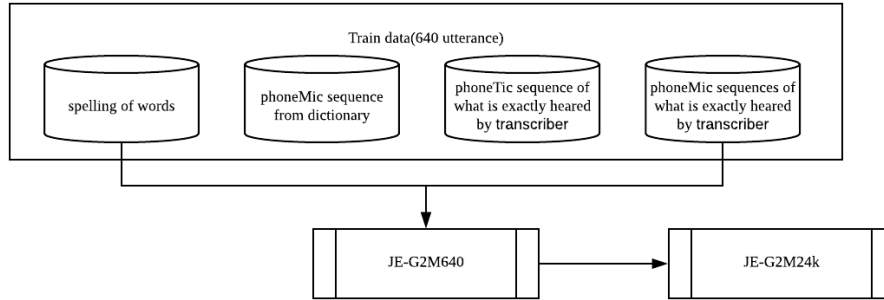 Train data(640 utterance)
spelling of words
phoneMic sequence
from dictionary
phoneTic sequence of
what is exactly heared
by transcriber
phoneMic sequences of
what is exactly heared
by transcriber
JE-G2M640
JE-G2M24k